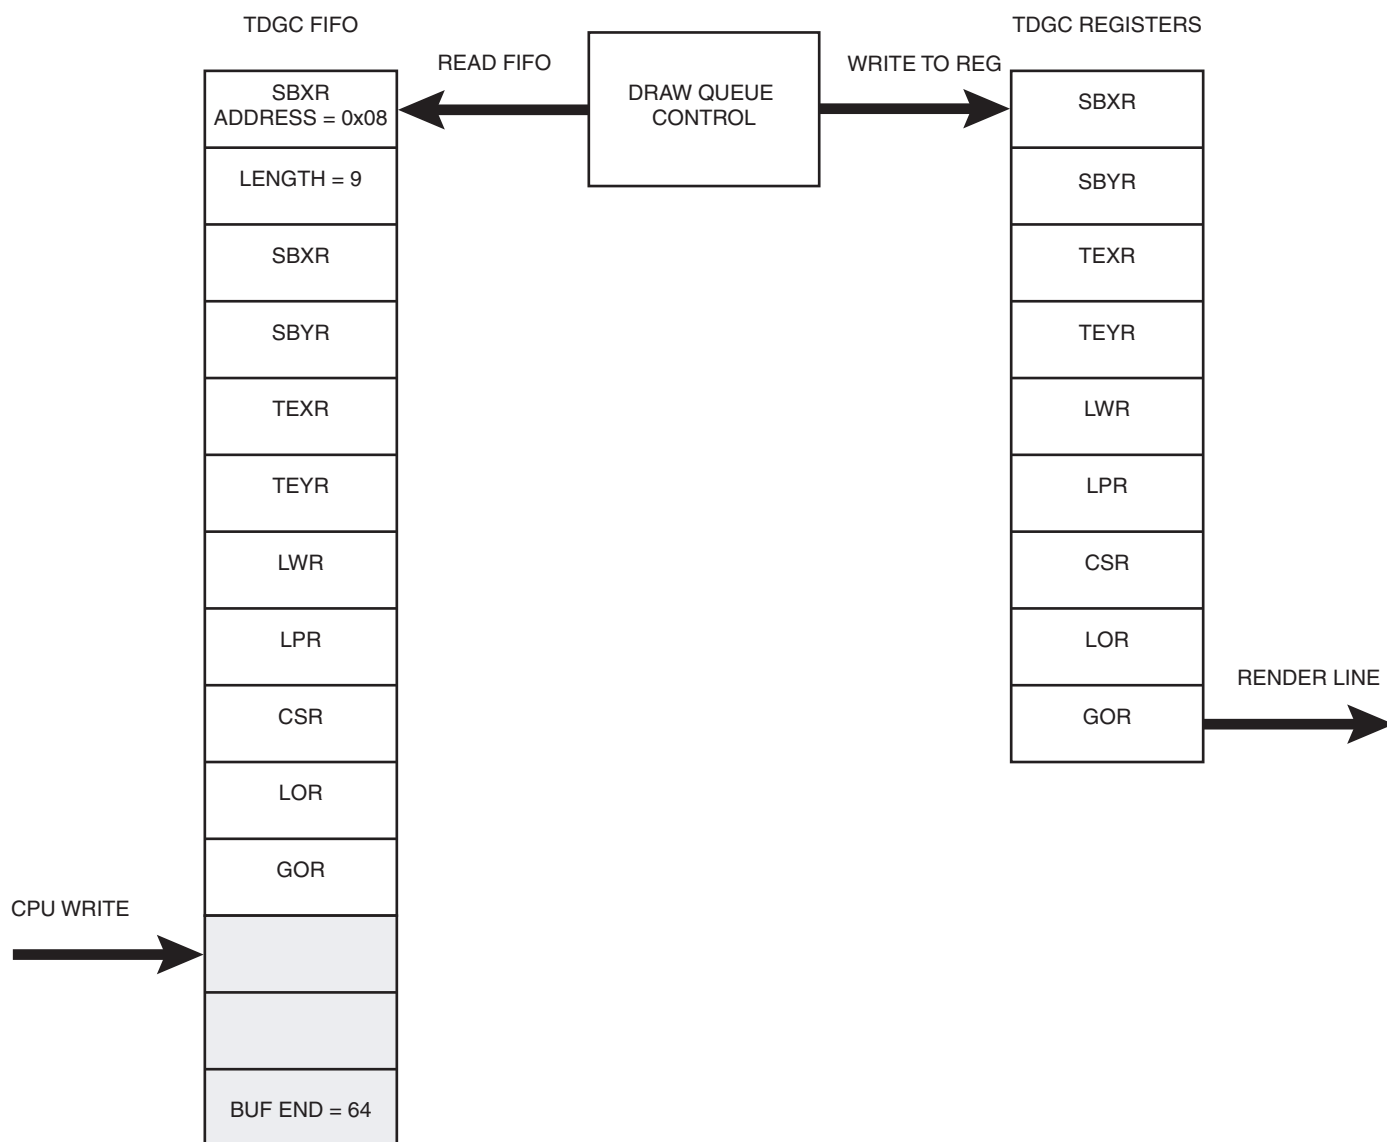 TDGC FIFO
TDGC REGISTERS
READ FIFO
WRITE TO REG
DRAW QUEUE
CONTROL
SBXR
ADDRESS = 0x08
LENGTH = 9
SBXR
SBYR
TEXR
TEYR
LWR
LPR
CSR
LOR
GOR
BUF END = 64
CPU WRITE
SBXR
SBYR
TEXR
TEYR
LWR
LPR
CSR
LOR
GOR
RENDER LINE